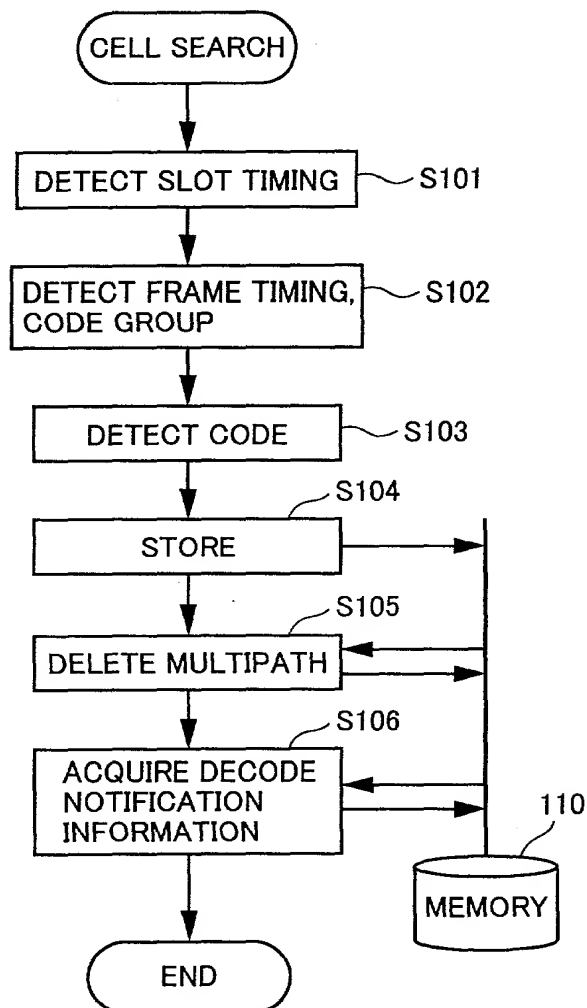 CELL SEARCH
DETECT SLOT TIMING
S101
DETECT FRAME TIMING,
CODE GROUP
S102
DETECT CODE
S103
S104
STORE
S105
DELETE MULTIPATH
S106
ACQUIRE DECODE
NOTIFICATION
INFORMATION
110
MEMORY
END